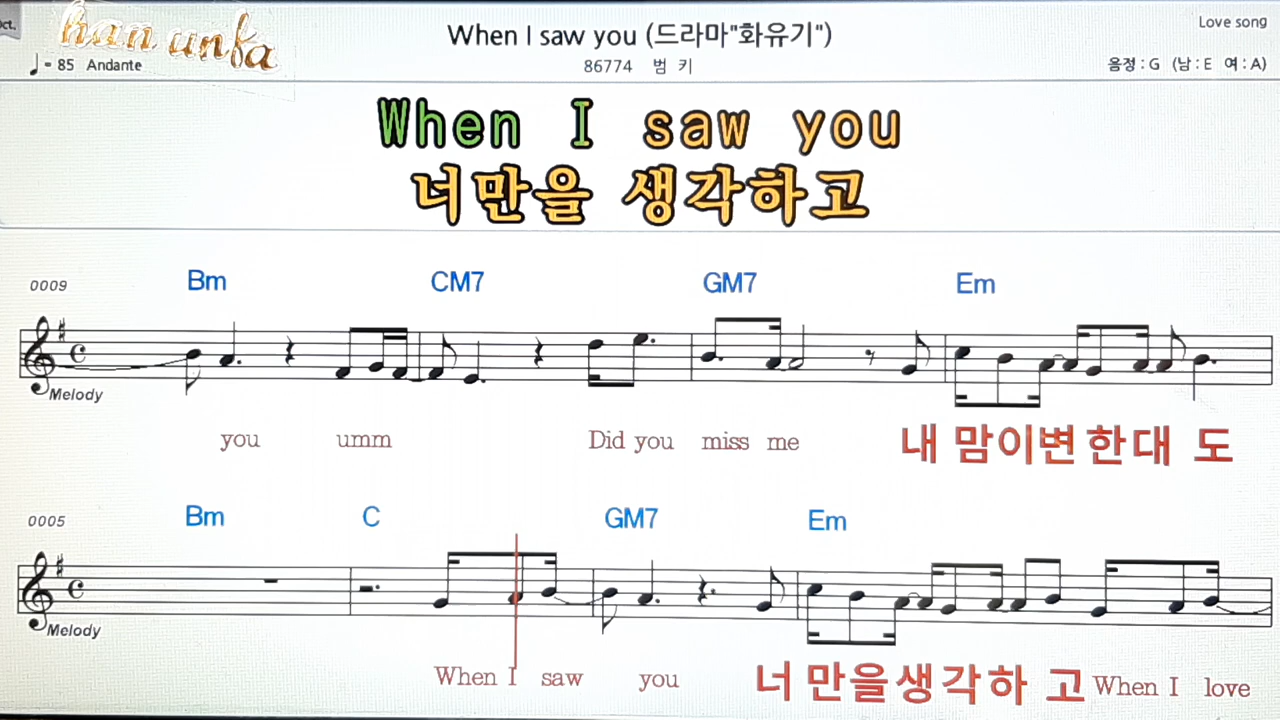 Oct.
han unfa
When I saw you (드라마"화유기")
Love song
♩= 85 Andante
86774 범 키
음정 : G (남 : E 여 : A)
When I saw you
너만을 생각하고
0009 Bm CM7 GM7 Em
Melody
you umm Did you miss me 내 맘이변한대 도
0005 Bm C GM7 Em
Melody
When I saw you 너 만을생각하 고 When I love